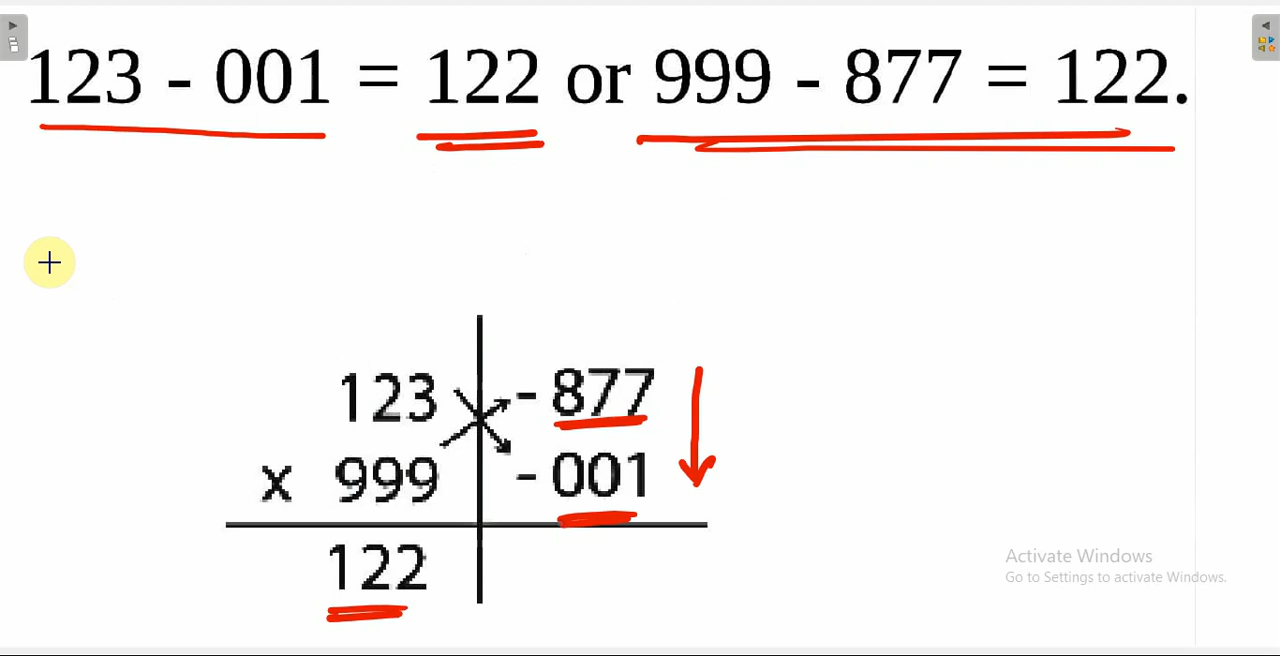 123 - 001 = 122 or 999 - 877 = 122.
123 - 877
x 999 - 001
122
Activate Windows
Go to Settings to activate Windows.